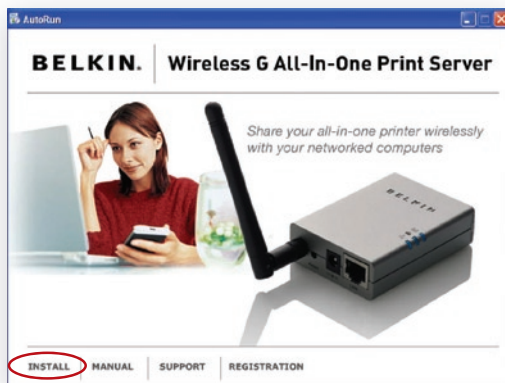 AutoRun
BELKIN.
Wireless G All-In-One Print Server
Share your all-in-one printer wirelessly
with your networked computers
BELKIN
INSTALL
MANUAL
SUPPORT
REGISTRATION